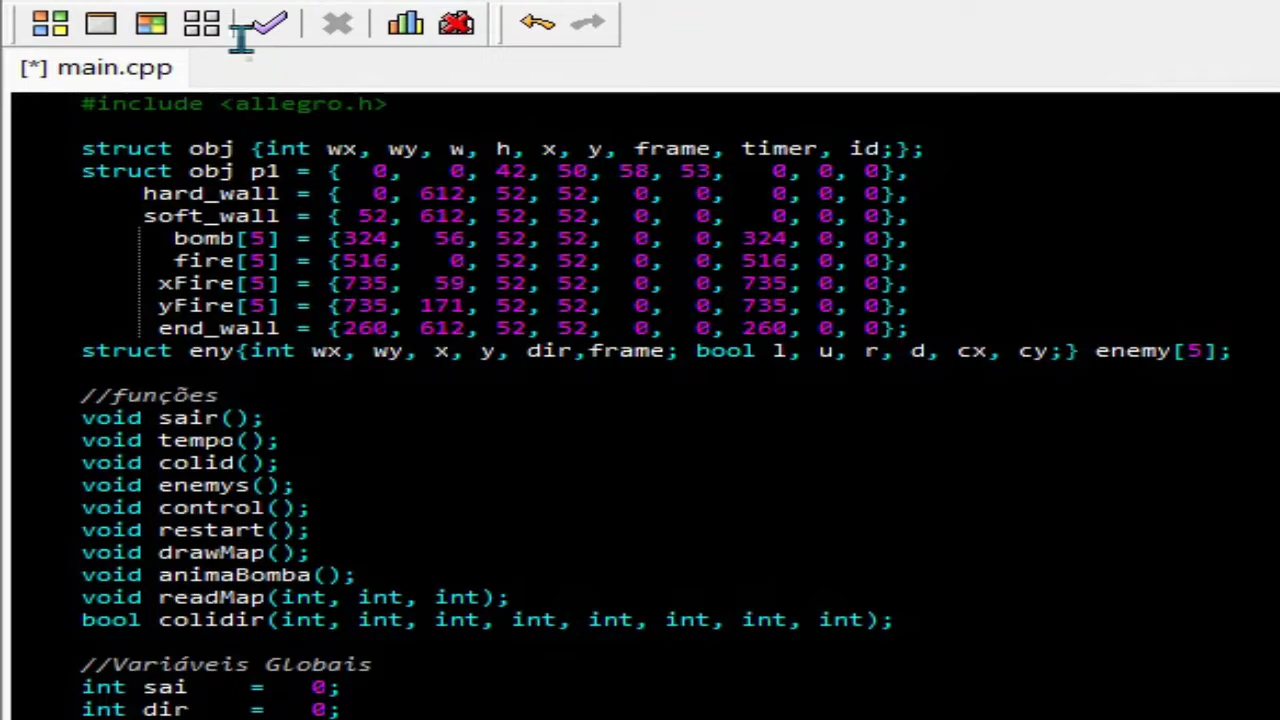 [*] main.cpp
#include <allegro.h>
struct obj {int wx, wy, w, h, x, y, frame, timer, id;};
struct obj p1 = { 0, 0, 42, 50, 58, 53, 0, 0, 0},
hard_wall = { 0, 612, 52, 52, 0, 0, 0, 0, 0},
soft_wall = { 52, 612, 52, 52, 0, 0, 0, 0, 0},
bomb[5] = {324, 56, 52, 52, 0, 0, 324, 0, 0},
fire[5] = {516, 0, 52, 52, 0, 0, 516, 0, 0},
xFire[5] = {735, 59, 52, 52, 0, 0, 735, 0, 0},
yFire[5] = {735, 171, 52, 52, 0, 0, 735, 0, 0},
end_wall = {260, 612, 52, 52, 0, 0, 260, 0, 0};
struct eny{int wx, wy, x, y, dir,frame; bool l, u, r, d, cx, cy;} enemy[5];
//funções
void sair();
void tempo();
void colid();
void enemys();
void control();
void restart();
void drawMap();
void animaBomba();
void readMap(int, int, int);
bool colidir(int, int, int, int, int, int, int, int);
//Variáveis Globais
int sai = 0;
int dir = 0;